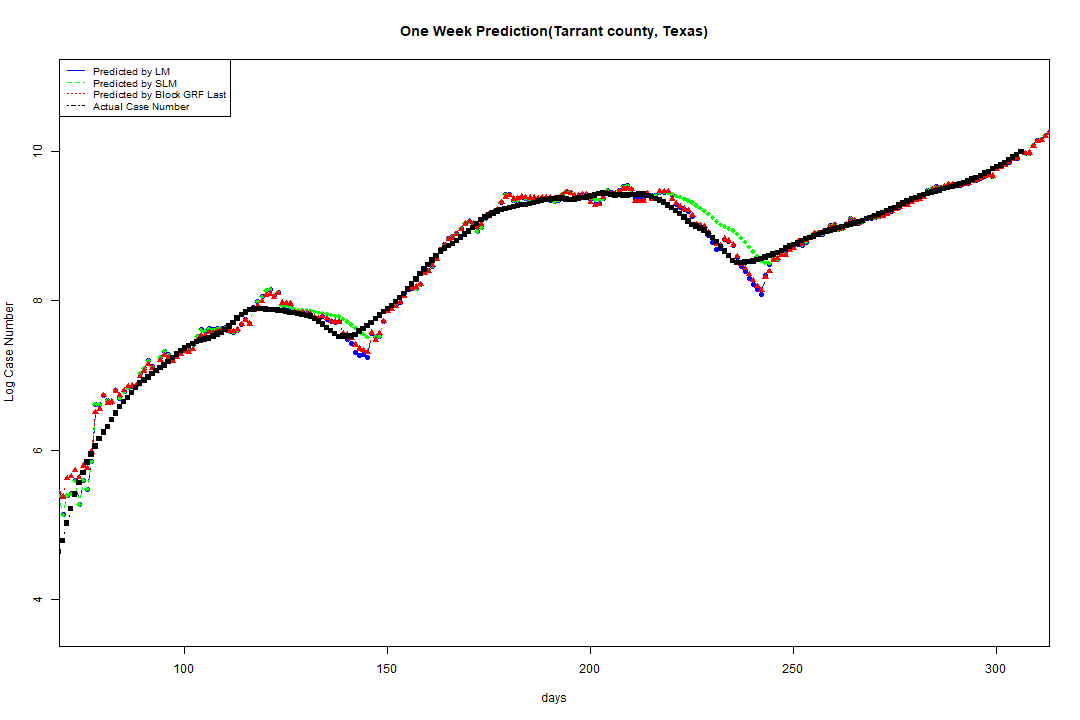 One Week Prediction(Tarrant county, Texas)
Predicted by LM
Predicted by SLM
Predicted by Block GRF Last
Actual Case Number
10
8
6
4
Log Case Number
100 150 200 250 300
days